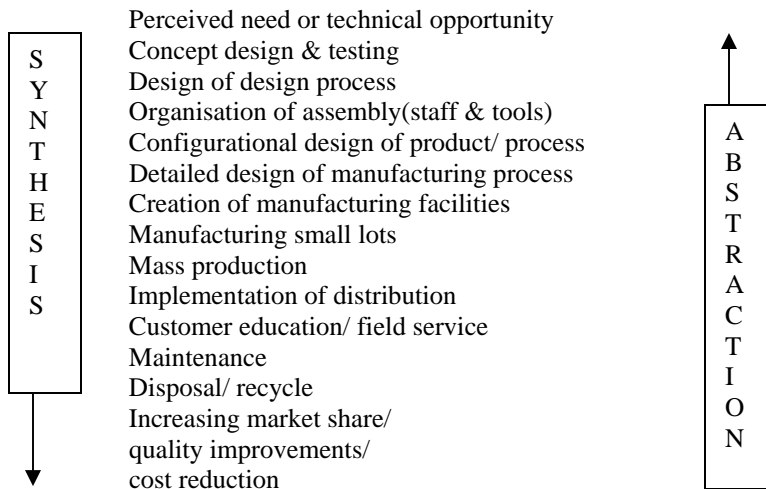 Perceived need or technical opportunity
Concept design & testing
Design of design process
Organisation of assembly(staff & tools)
Configurational design of product/ process
Detailed design of manufacturing process
Creation of manufacturing facilities
Manufacturing small lots
Mass production
Implementation of distribution
Customer education/ field service
Maintenance
Disposal/ recycle
Increasing market share/
quality improvements/
cost reduction
S
Y
N
T
H
E
S
I
S
A
B
S
T
R
A
C
T
I
O
N